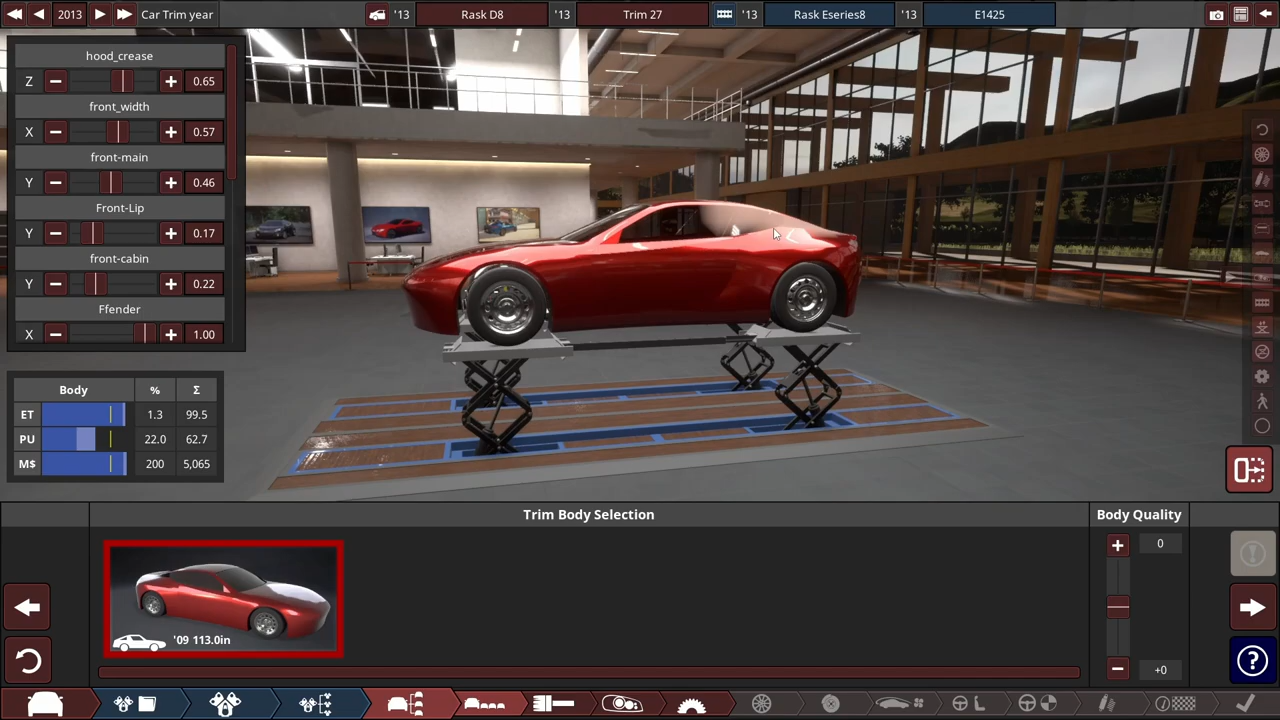 2013 Car Trim year '13 Rask D8 '13 Trim 27 '13 Rask Eseries8 '13 E1425
hood_crease
Z 0.65
front_width
X 0.57
front-main
Y 0.46
Front-Lip
Y 0.17
front-cabin
Y 0.22
Ffender
X 1.00
Body % Σ
ET 1.3 99.5
PU 22.0 62.7
M$ 200 5,065
Trim Body Selection
Body Quality
0
'09 113.0in
+0